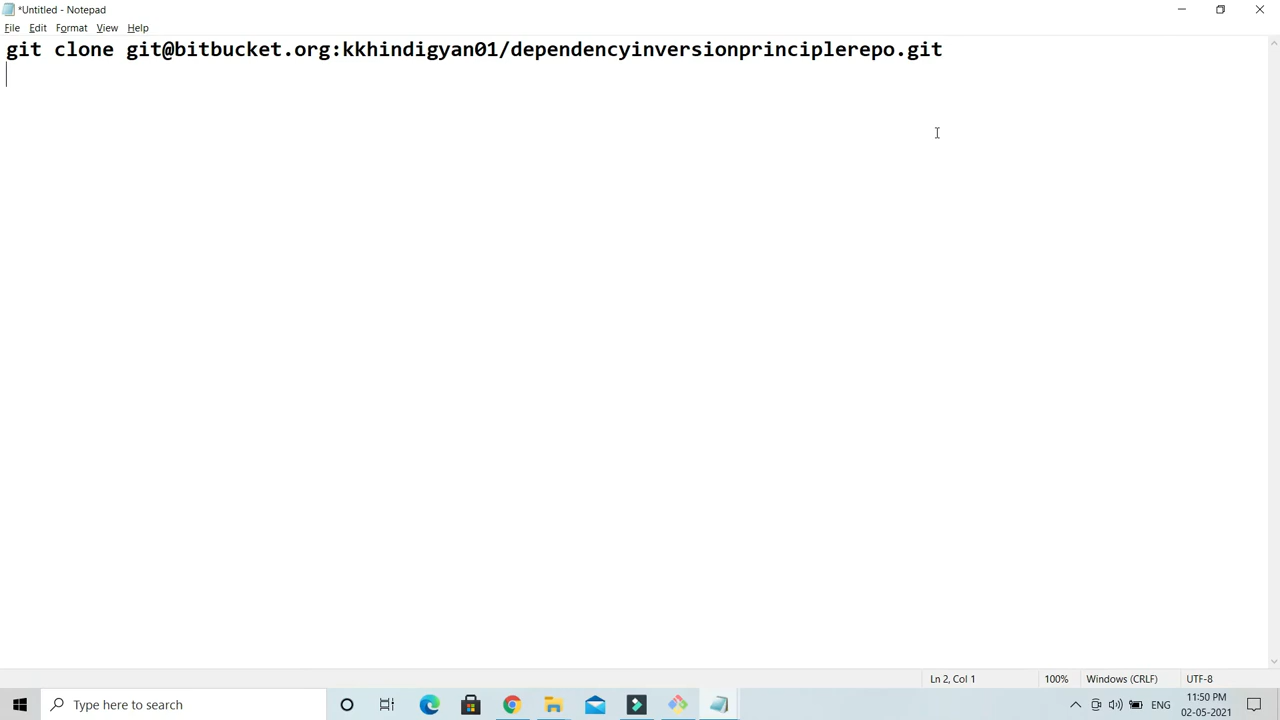 *Untitled - Notepad
File Edit Format View Help
git clone git@bitbucket.org:kkhindigyan01/dependencyinversionprinciplerepo.git
Ln 2, Col 1 100% Windows (CRLF) UTF-8
Type here to search ENG 11:50 PM
02-05-2021